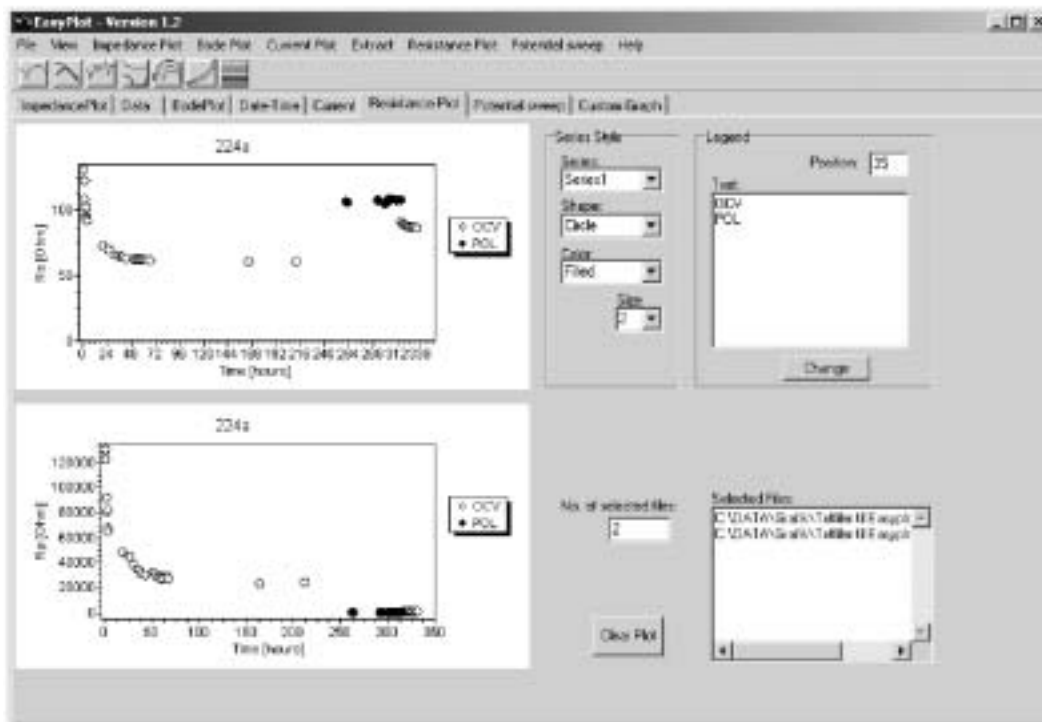 EasyPlot - Version 1.2
File View Impedance Plot Bode Plot Current Plot Extract Resistance Plot Potential sweep Help
ImpedancePlot Data BodePlot Date-Time Current Resistance Plot Potential sweep Custom Graph
224a
100
50
0
[Ohm]
0 24 48 72 96 120 144 168 192 216 240 264 288 312 336
Time [hours]
OCV
POL
Series Style
Series
Series1
Shape
Circle
Color
Filled
Size
Legend
Position
35
Text
OCV
POL
Change
224a
120000
100000
80000
60000
40000
20000
0
[Ohm]
0 50 100 150 200 250 300 350
Time [hours]
OCV
POL
No. of selected files
2
Clear Plot
Selected Files